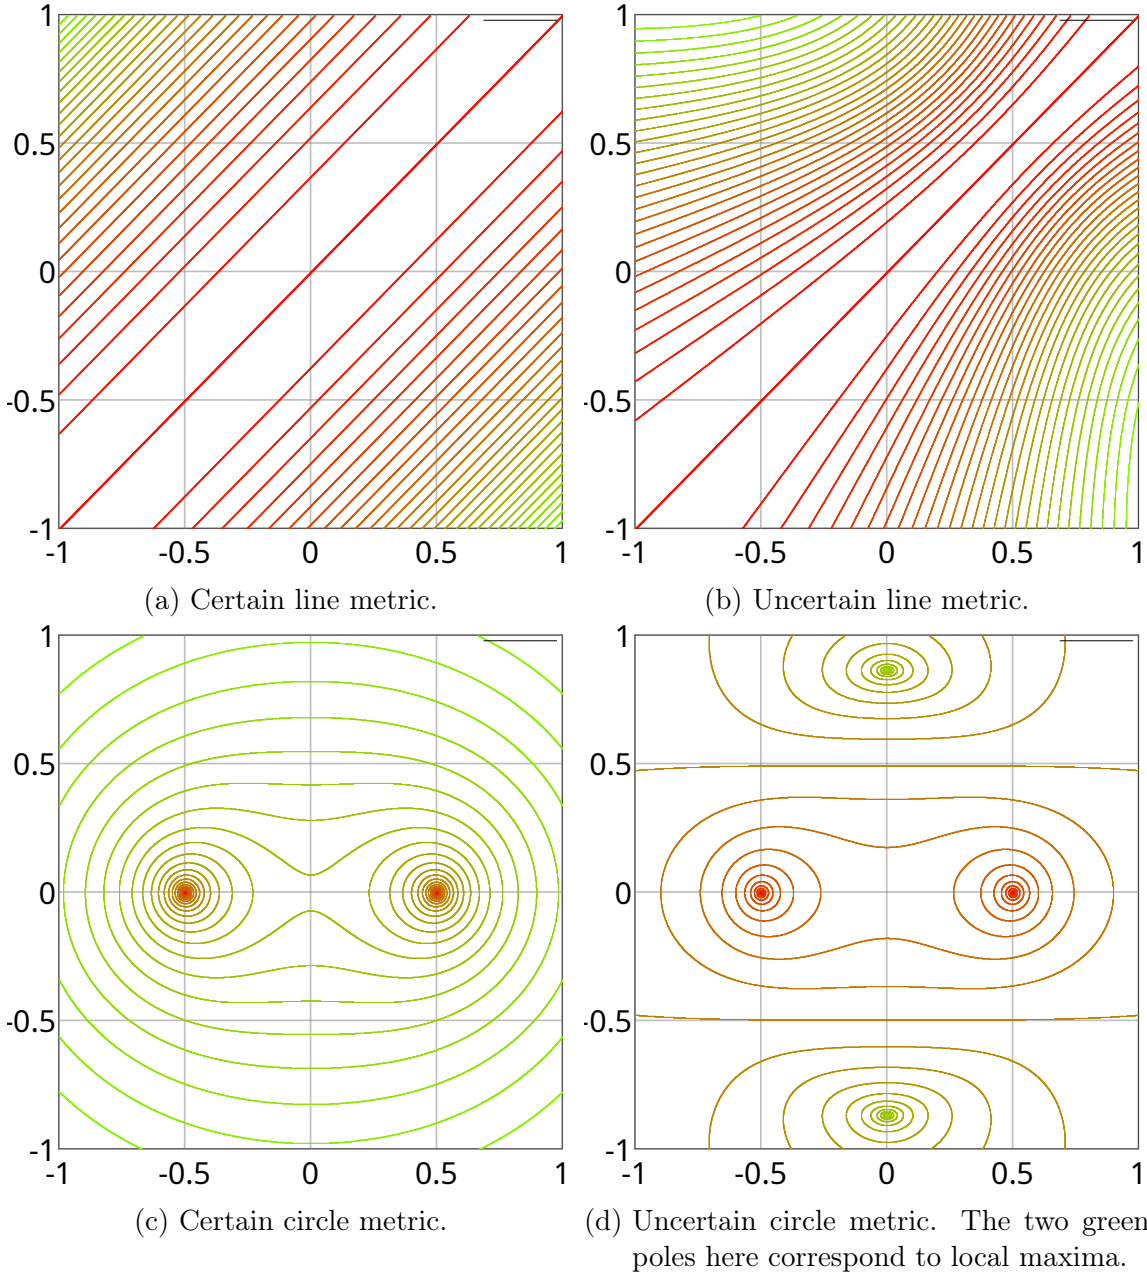 1
0.5
0
-0.5
-1
-1 -0.5 0 0.5 1
(a) Certain line metric.
1
0.5
0
-0.5
-1
-1 -0.5 0 0.5 1
(b) Uncertain line metric.
1
0.5
0
-0.5
-1
-1 -0.5 0 0.5 1
(c) Certain circle metric.
1
0.5
0
-0.5
-1
-1 -0.5 0 0.5 1
(d) Uncertain circle metric. The two green
poles here correspond to local maxima.